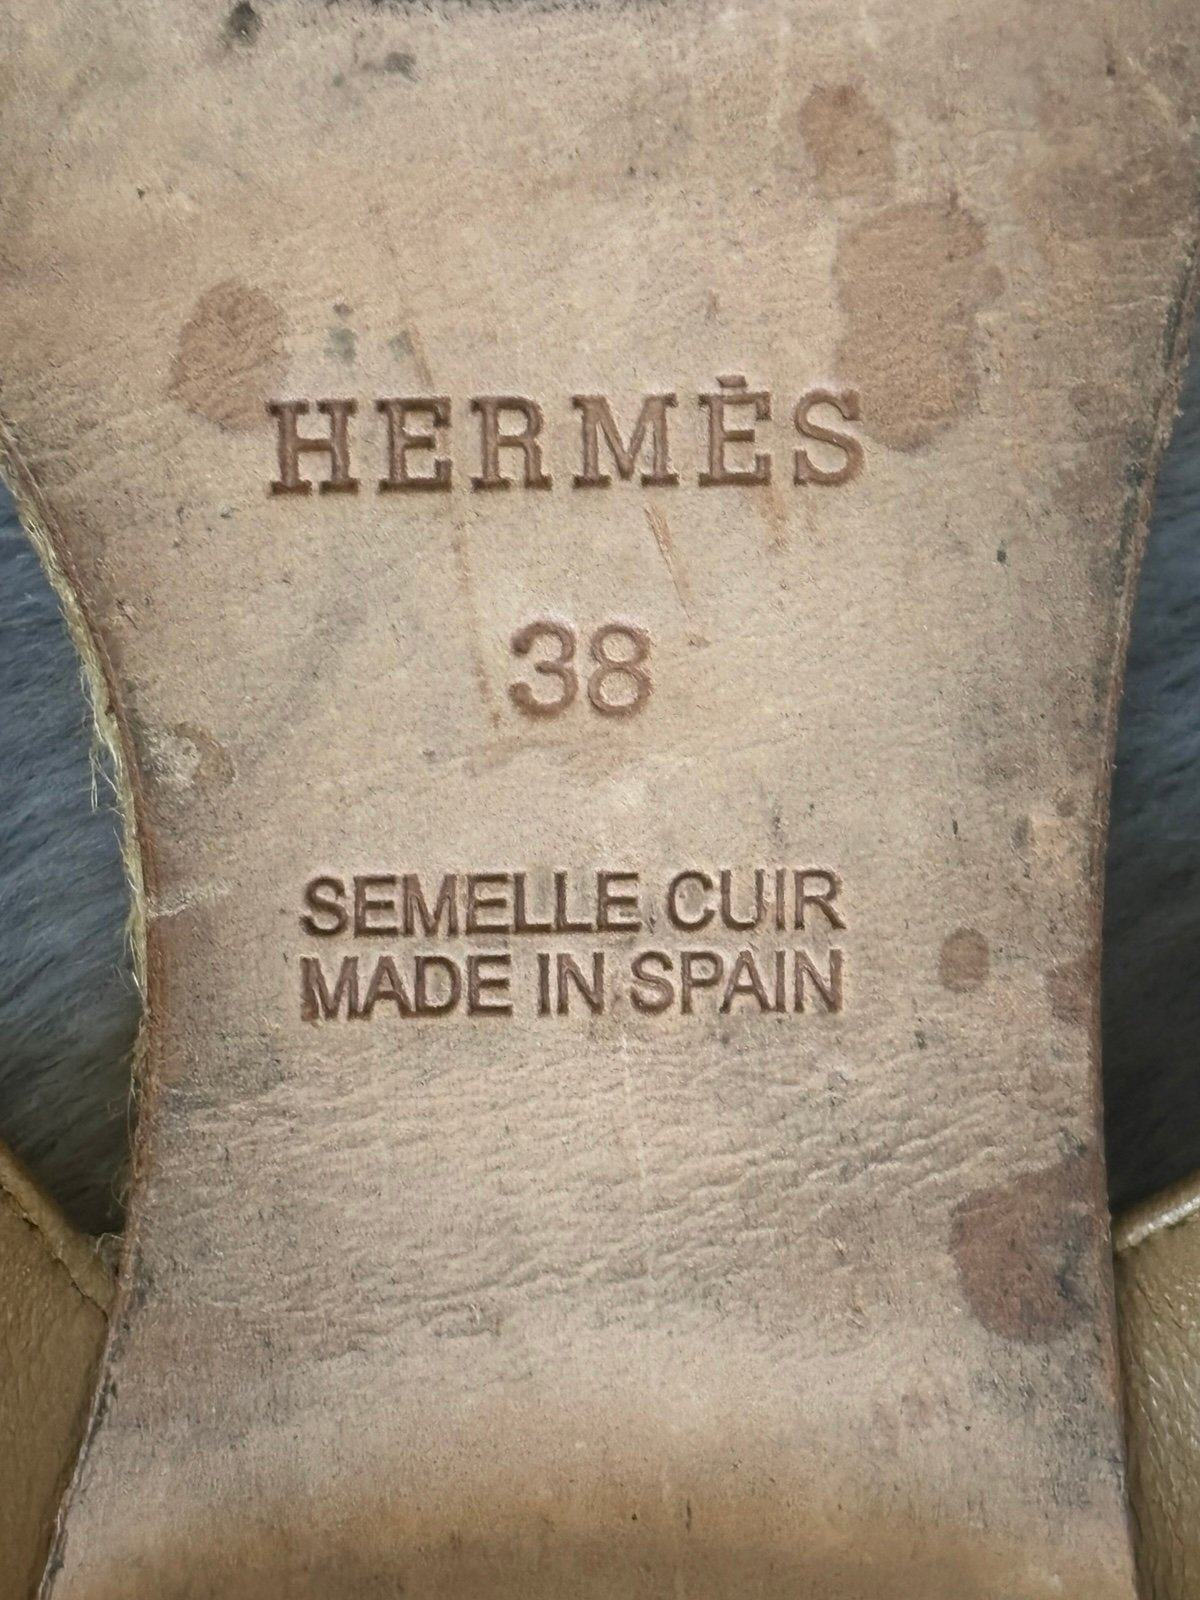 HERMÈS
38
SEMELLE CUIR
MADE IN SPAIN